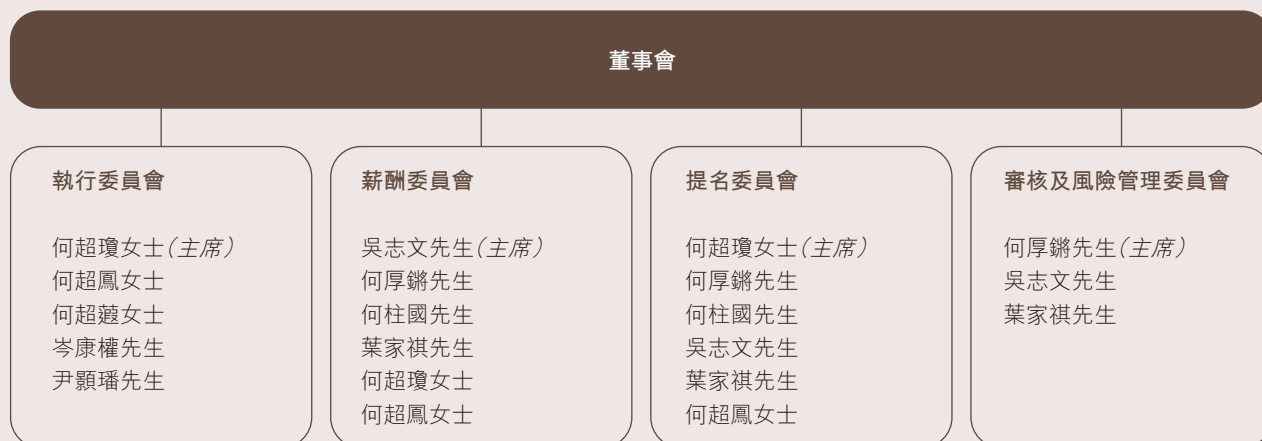 董事會
執行委員會
何超瓊女士(主席)
何超鳳女士
何超蕸女士
岑康權先生
尹顥璠先生
薪酬委員會
吳志文先生(主席)
何厚鏘先生
何柱國先生
葉家祺先生
何超瓊女士
何超鳳女士
提名委員會
何超瓊女士(主席)
何厚鏘先生
何柱國先生
吳志文先生
葉家祺先生
何超鳳女士
審核及風險管理委員會
何厚鏘先生(主席)
吳志文先生
葉家祺先生